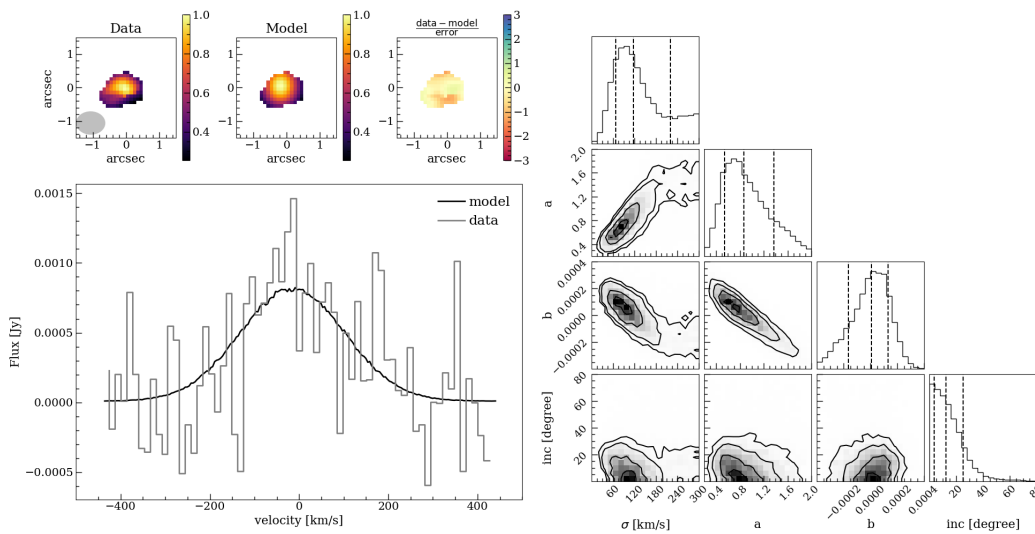 Data
Model
data − model
error
1.0
0.8
0.6
0.4
1.0
0.8
0.6
0.4
3
2
1
0
−1
−2
−3
arcsec
1
0
−1
−1 0 1
arcsec
−1 0 1
arcsec
−1 0 1
arcsec
Flux [Jy]
0.0015
0.0010
0.0005
0.0000
−0.0005
model
data
−400 −200 0 200 400
velocity [km/s]
a
2.0
1.6
1.2
0.8
0.4
b
0.0004
0.0002
0.0000
−0.0002
inc [degree]
80
60
40
20
60 120 180 240 300
σ [km/s]
0.4 0.8 1.2 1.6 2.0
a
−0.0002 0.0000 0.0002 0.0004
b
20 40 60 80
inc [degree]